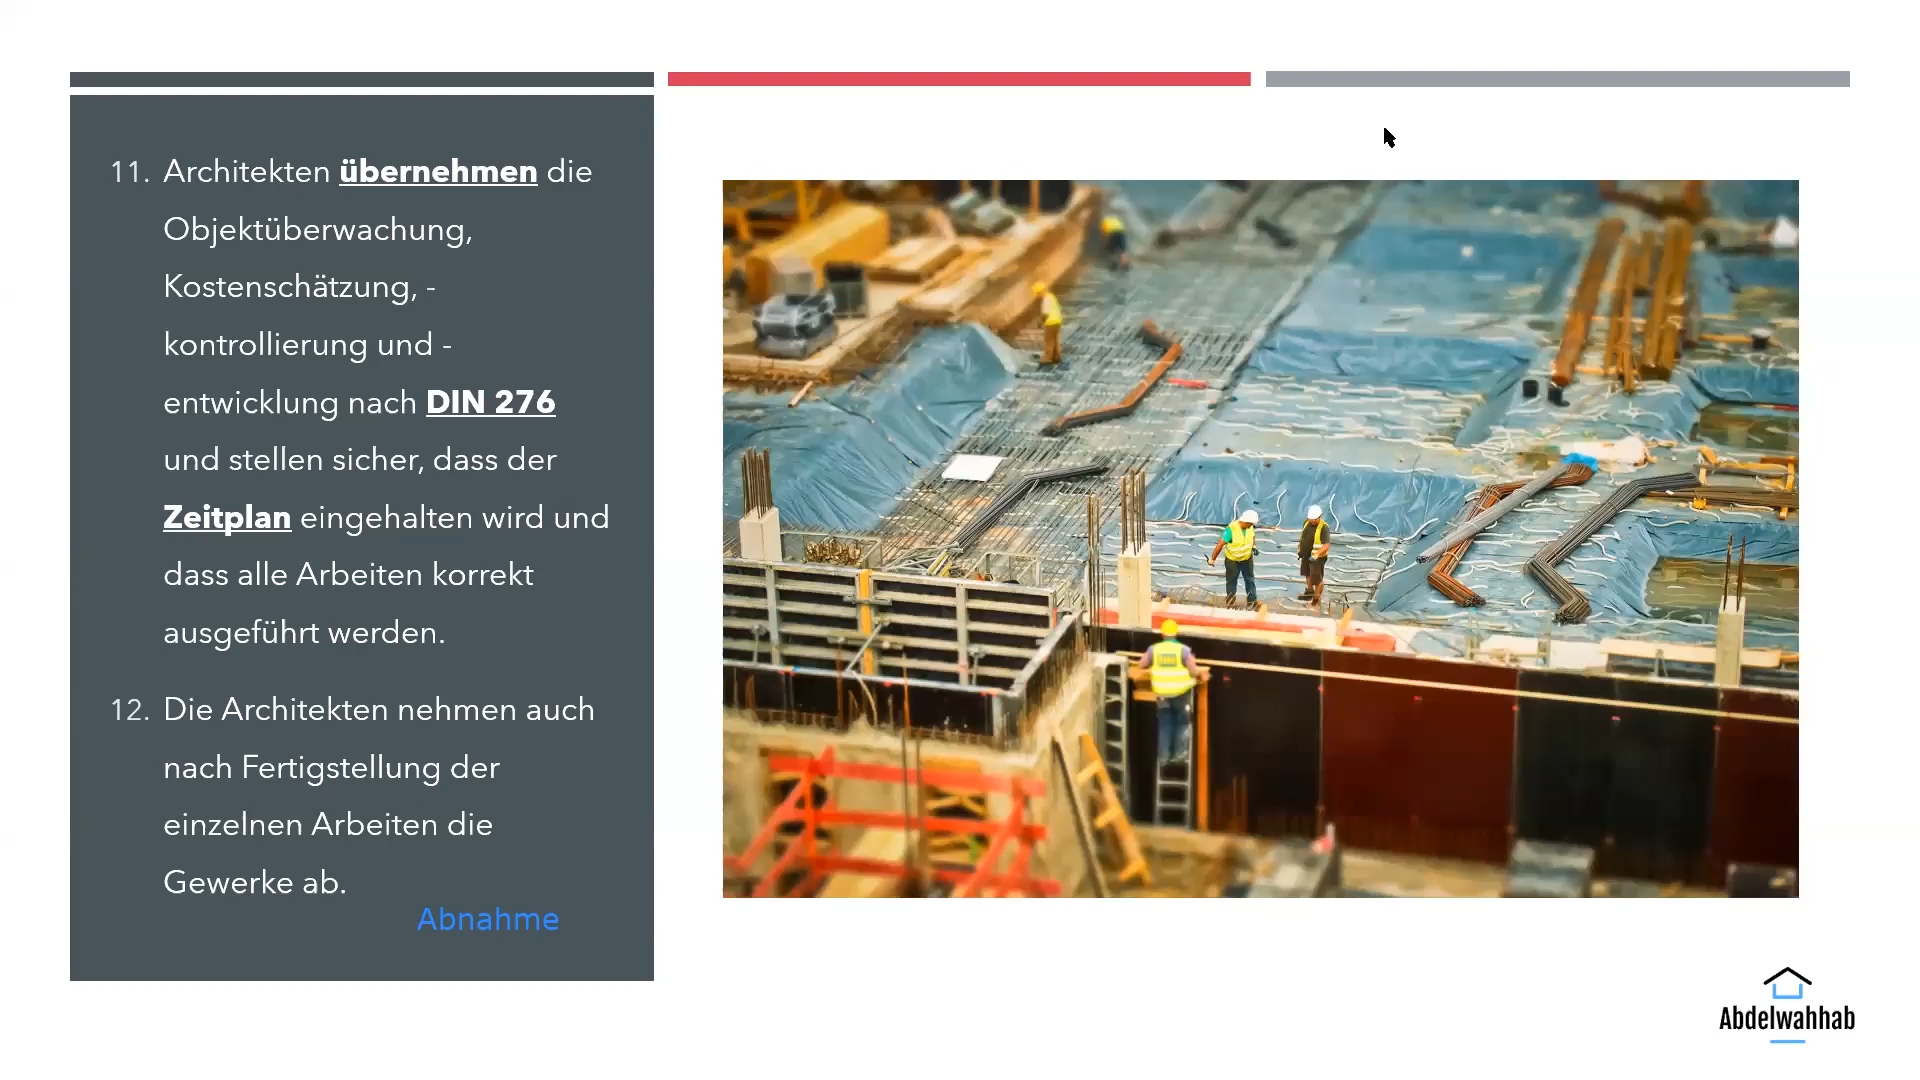 11. Architekten übernehmen die
Objektüberwachung,
Kostenschätzung, -
kontrollierung und -
entwicklung nach DIN 276
und stellen sicher, dass der
Zeitplan eingehalten wird und
dass alle Arbeiten korrekt
ausgeführt werden.
12. Die Architekten nehmen auch
nach Fertigstellung der
einzelnen Arbeiten die
Gewerke ab.
Abnahme
Abdelwahhab